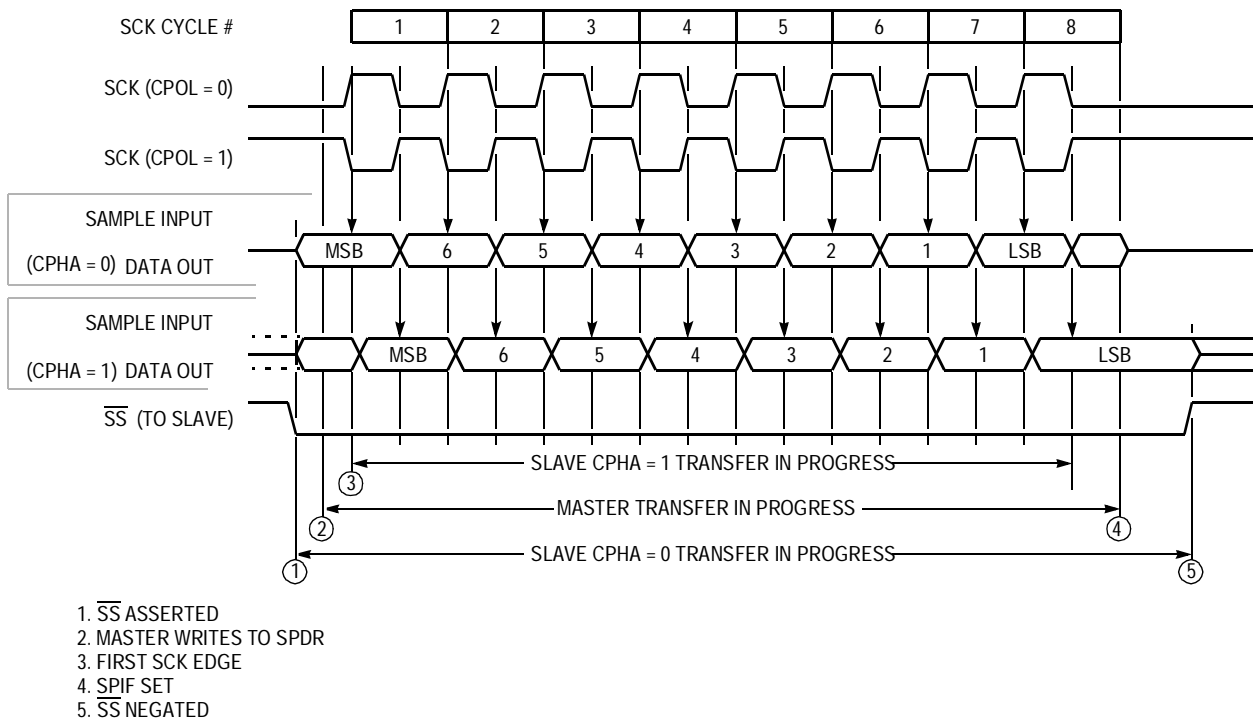 SCK CYCLE # 1 2 3 4 5 6 7 8
SCK (CPOL = 0)
SCK (CPOL = 1)
SAMPLE INPUT
(CPHA = 0) DATA OUT MSB 6 5 4 3 2 1 LSB
SAMPLE INPUT
(CPHA = 1) DATA OUT MSB 6 5 4 3 2 1 LSB
SS (TO SLAVE)
3 SLAVE CPHA = 1 TRANSFER IN PROGRESS
2 MASTER TRANSFER IN PROGRESS 4
1 SLAVE CPHA = 0 TRANSFER IN PROGRESS 5
1. SS ASSERTED
2. MASTER WRITES TO SPDR
3. FIRST SCK EDGE
4. SPIF SET
5. SS NEGATED